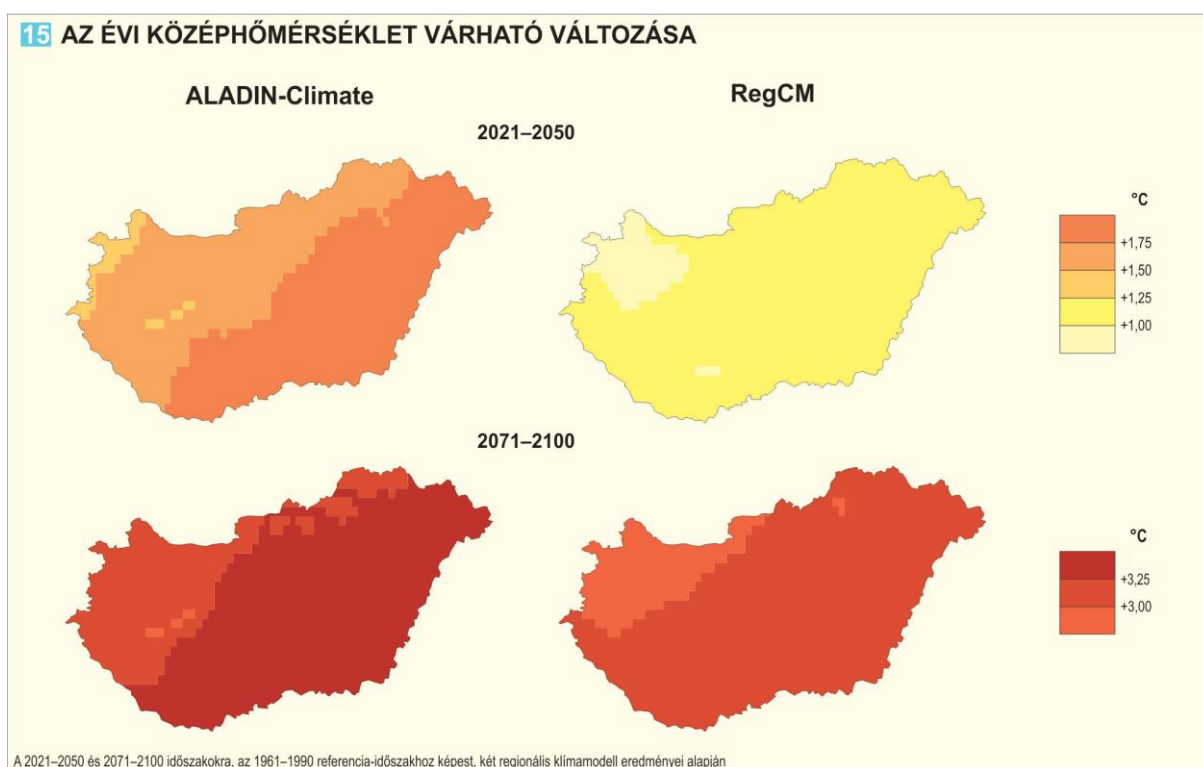 15 AZ ÉVI KÖZÉPHŐMÉRSÉKLET VÁRHATÓ VÁLTOZÁSA
ALADIN-Climate
RegCM
2021–2050
°C
+1,75
+1,50
+1,25
+1,00
2071–2100
°C
+3,25
+3,00
A 2021–2050 és 2071–2100 időszakokra, az 1961–1990 referencia-időszakhoz képest, két regionális klímamodell eredményei alapján